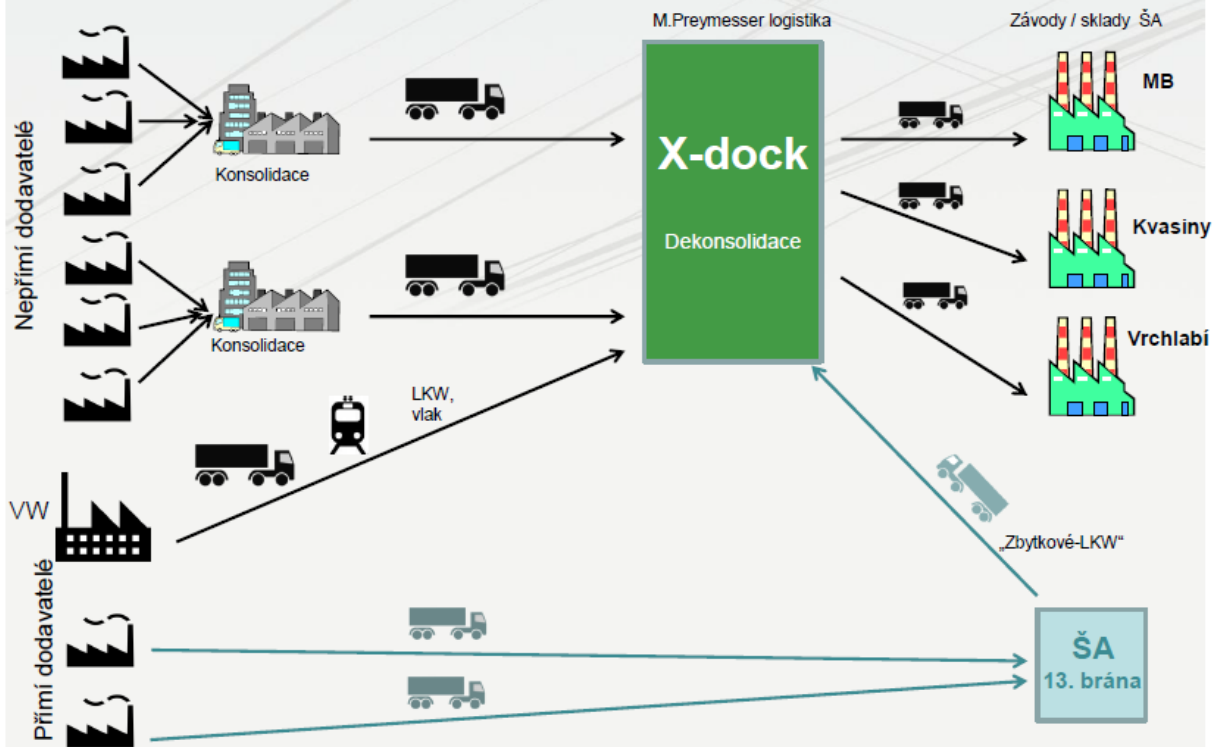 M.Preymesser logistika
Závody / sklady ŠA
Nepřímí dodavatelé
Konsolidace
Konsolidace
X-dock
Dekonsolidace
MB
Kvasiny
Vrchlabí
LKW,
vlak
VW
„Zbytkové-LKW“
Přímí dodavatelé
ŠA
13. brána